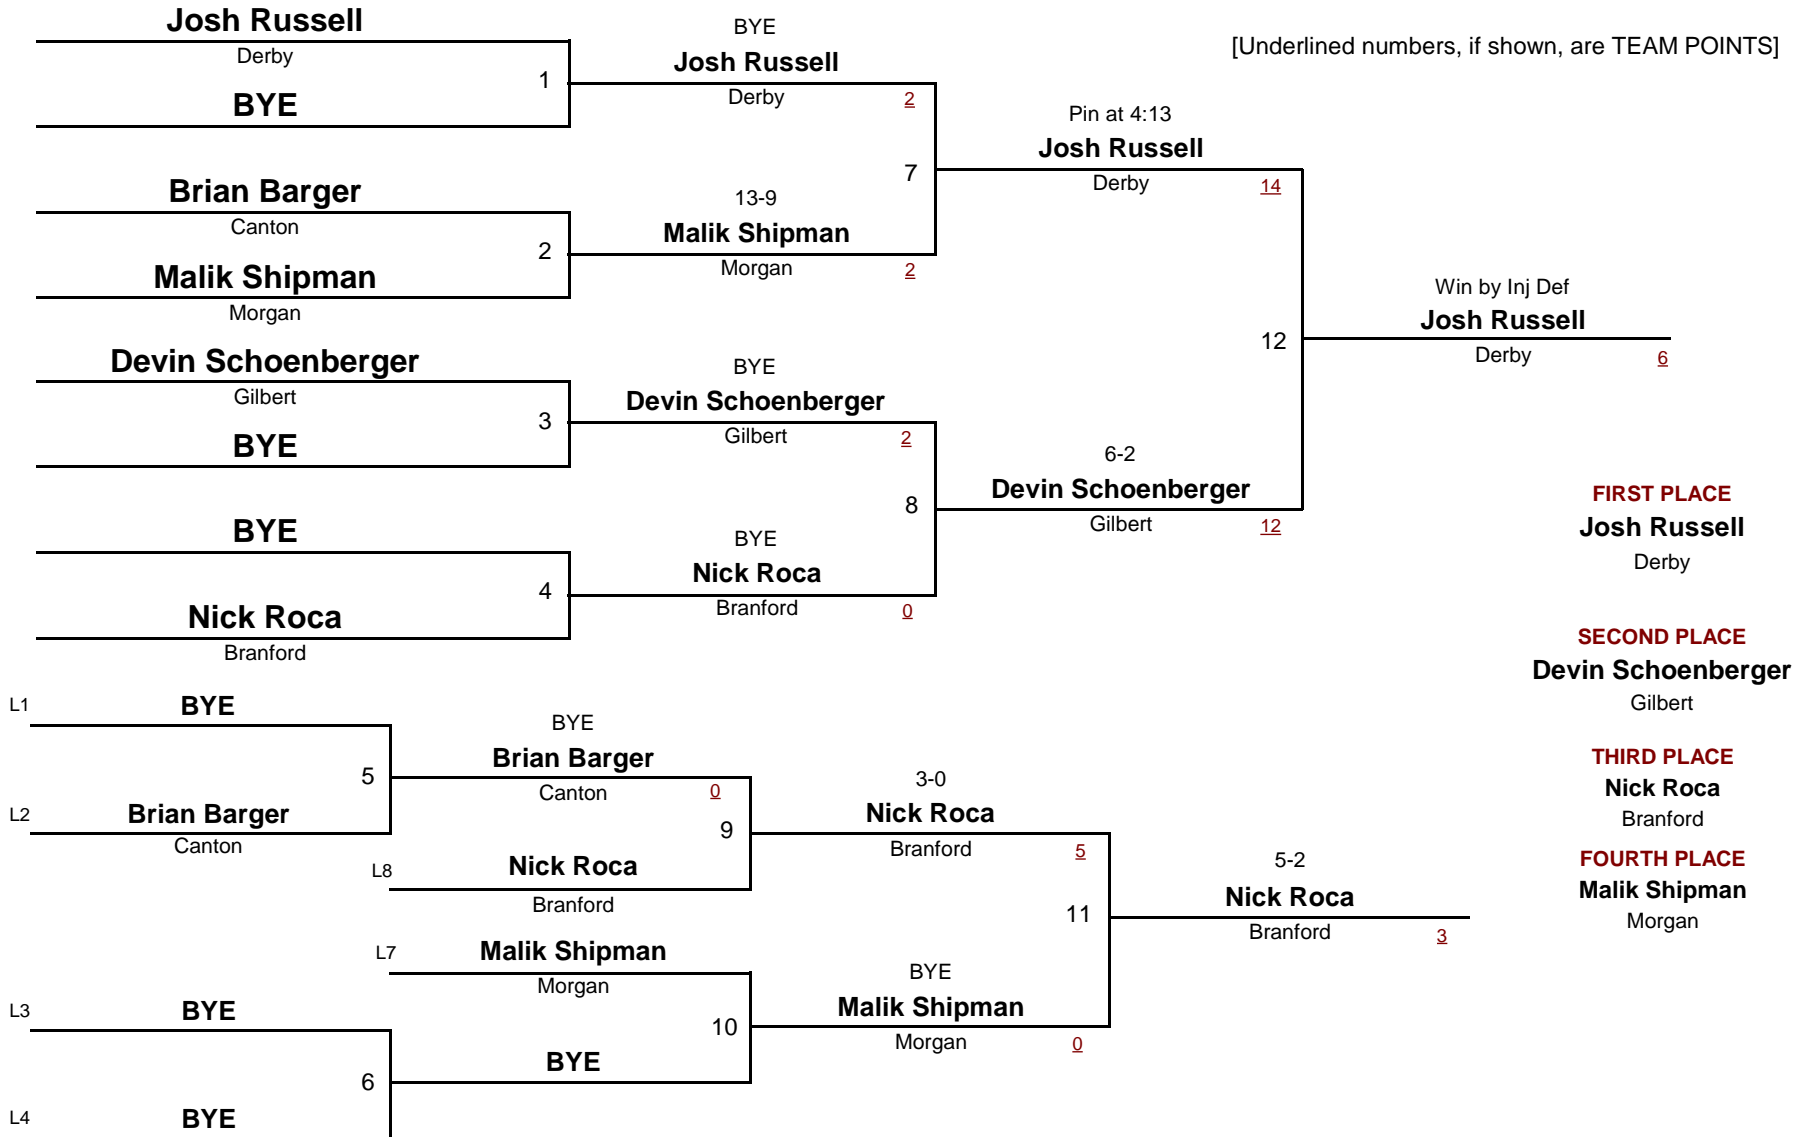 Josh Russell
Derby
1
BYE
BYE
Josh Russell
Derby
2
[Underlined numbers, if shown, are TEAM POINTS]
Brian Barger
Canton
2
Malik Shipman
Morgan
13-9
Malik Shipman
Morgan
2
7
Pin at 4:13
Josh Russell
Derby
14
Devin Schoenberger
Gilbert
3
BYE
BYE
Devin Schoenberger
Gilbert
2
BYE
4
Nick Roca
Branford
BYE
Nick Roca
Branford
0
8
6-2
Devin Schoenberger
Gilbert
12
12
Win by Inj Def
Josh Russell
Derby
6
FIRST PLACE
Josh Russell
Derby
SECOND PLACE
Devin Schoenberger
Gilbert
THIRD PLACE
Nick Roca
Branford
FOURTH PLACE
Malik Shipman
Morgan
L1
BYE
5
L2
Brian Barger
Canton
BYE
Brian Barger
Canton
0
9
L8
Nick Roca
Branford
3-0
Nick Roca
Branford
5
L7
Malik Shipman
Morgan
10
BYE
BYE
Malik Shipman
Morgan
0
11
5-2
Nick Roca
Branford
3
L3
BYE
6
L4
BYE